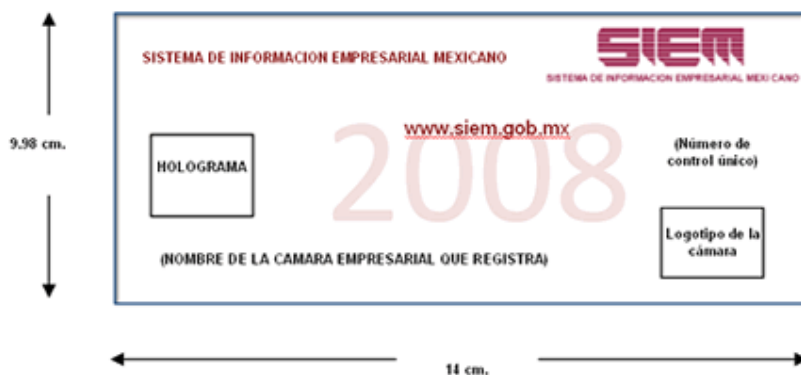 SIEM
SISTEMA DE INFORMACION EMPRESARIAL MEXICANO
SISTEMA DE INFORMACION EMPRESARIAL MEXICANO
www.siem.gob.mx
2008
9.98 cm.
HOLOGRAMA
(Número de
control único)
Logotipo de la
cámara
(NOMBRE DE LA CAMARA EMPRESARIAL QUE REGISTRA)
14 cm.